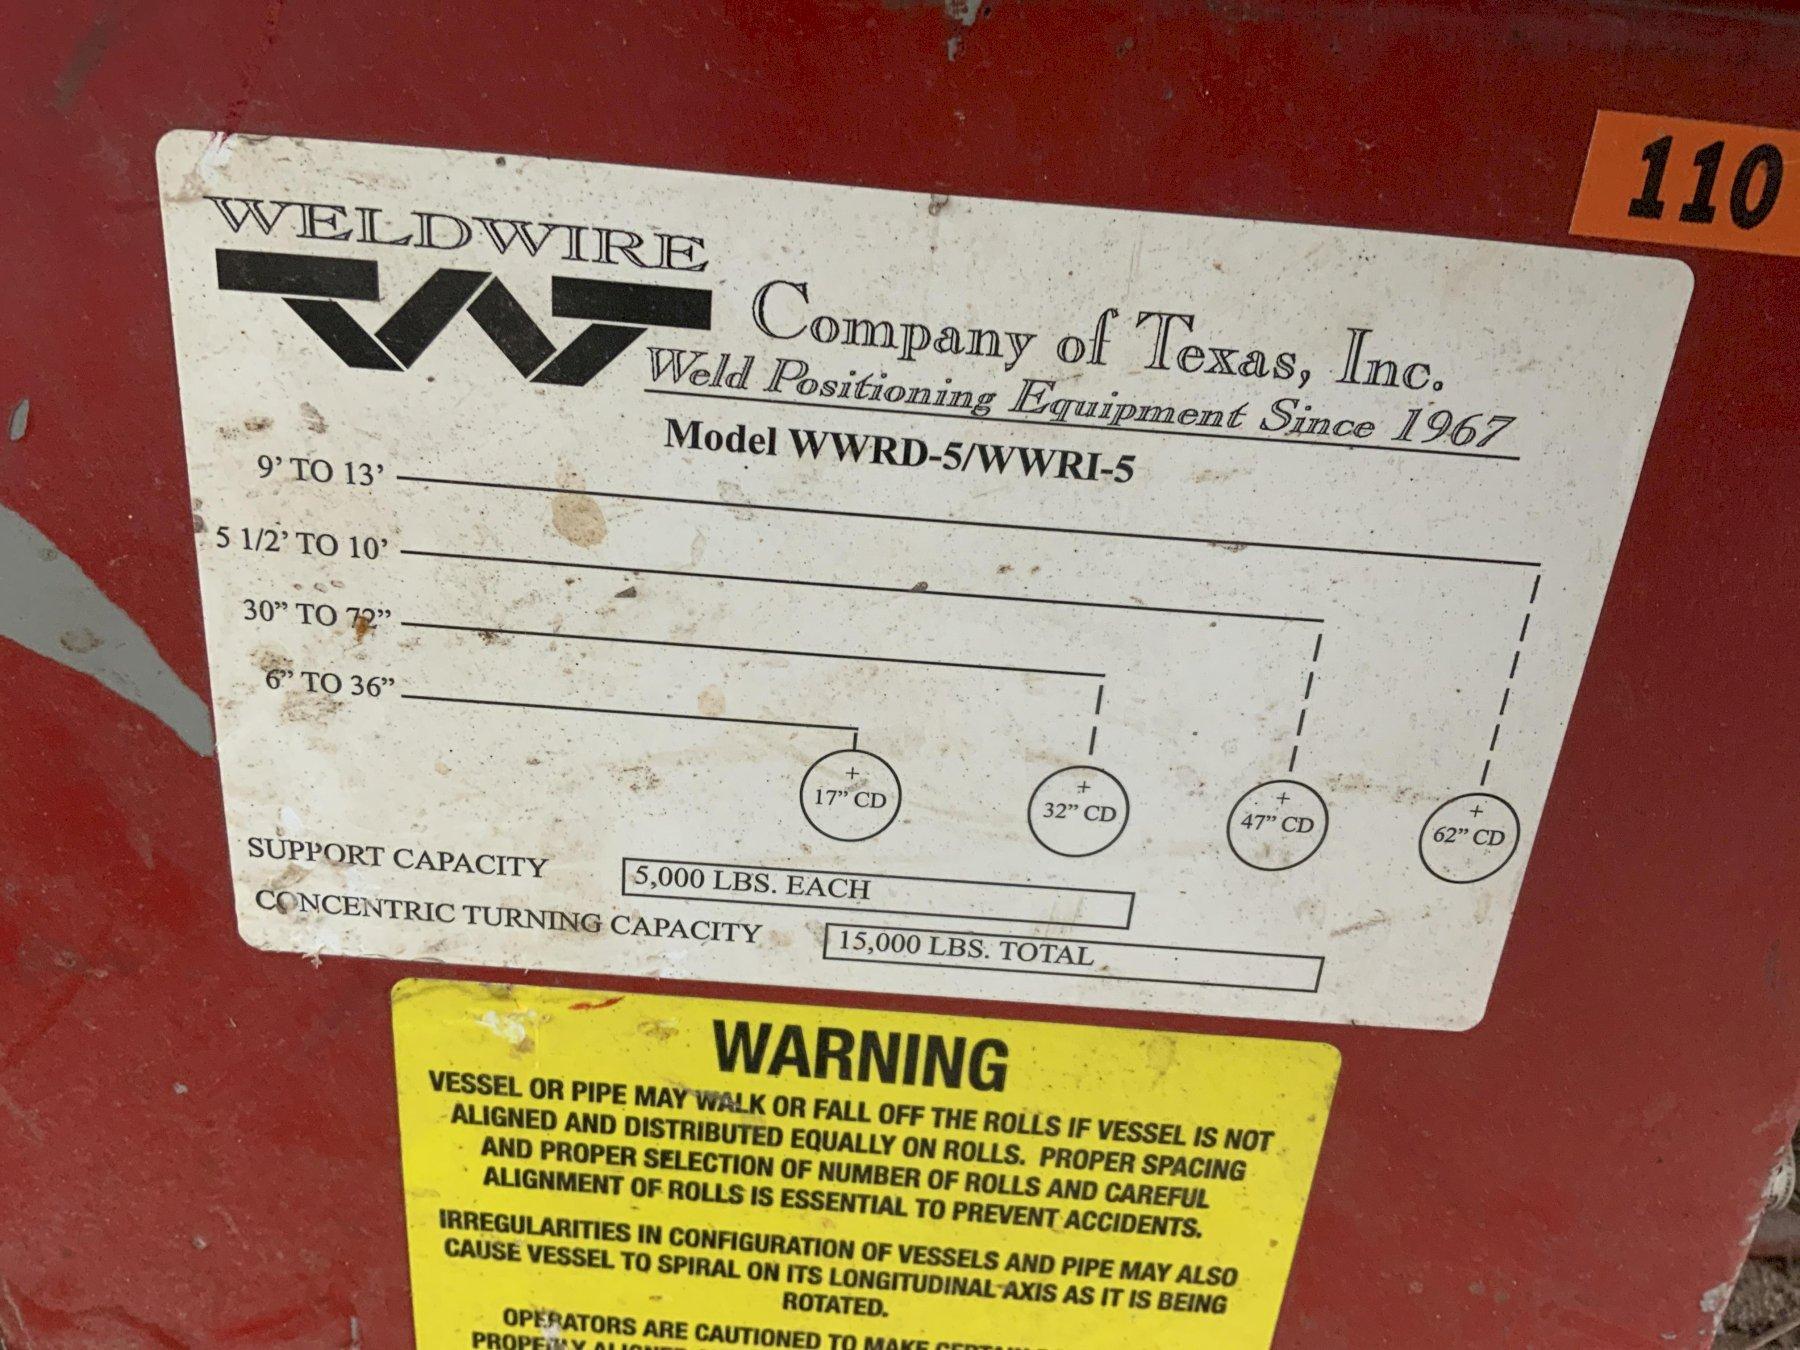 110
WELDWIRE
Company of Texas, Inc.
Weld Positioning Equipment Since 1967
Model WWRD-5/WWRI-5
9' TO 13'
5 1/2' TO 10'
30" TO 72"
6" TO 36"
+ + + +
17" CD 32" CD 47" CD 62" CD
SUPPORT CAPACITY 5,000 LBS. EACH
CONCENTRIC TURNING CAPACITY 15,000 LBS. TOTAL
WARNING
VESSEL OR PIPE MAY WALK OR FALL OFF THE ROLLS IF VESSEL IS NOT
ALIGNED AND DISTRIBUTED EQUALLY ON ROLLS. PROPER SPACING
AND PROPER SELECTION OF NUMBER OF ROLLS AND CAREFUL
ALIGNMENT OF ROLLS IS ESSENTIAL TO PREVENT ACCIDENTS.
IRREGULARITIES IN CONFIGURATION OF VESSELS AND PIPE MAY ALSO
CAUSE VESSEL TO SPIRAL ON ITS LONGITUDINAL AXIS AS IT IS BEING
ROTATED.
OPERATORS ARE CAUTIONED TO MAKE
PROPERLY